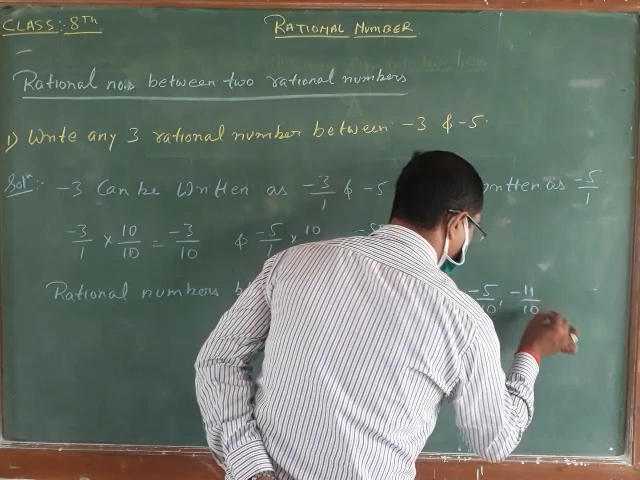 CLASS: 8TH
RATIONAL NUMBER
Rational nos between two rational numbers
1) Write any 3 rational number between -3 & -5.
Soln:- -3 Can be Written as -3/1 & -5 written as -5/1
-3/1 × 10/10 = -3/10 & -5/1 × 10 -5
Rational numbers -5/10, -11/10